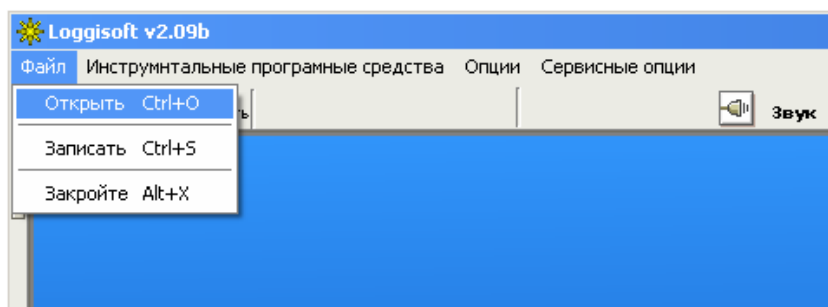 Loggisoft v2.09b
Файл Инструмнтальные програмные средства Опции Сервисные опции
Открыть Ctrl+O
Звук
Записать Ctrl+S
Закройте Alt+X